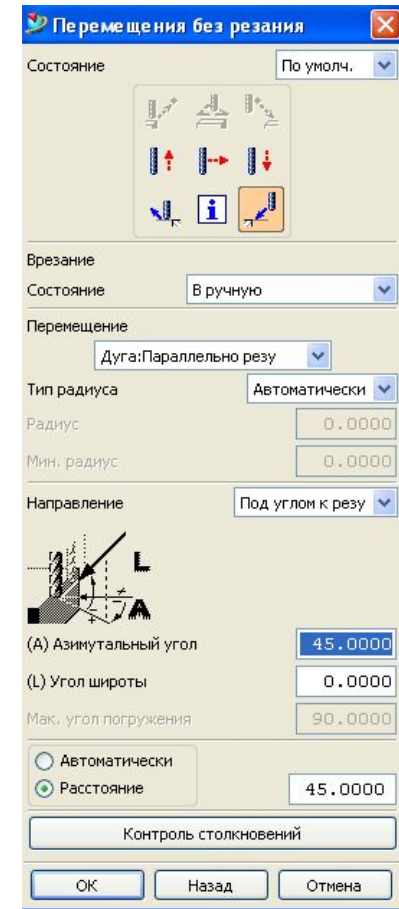 Перемещения без резания
Состояние По умолч.
Врезание
Состояние В ручную
Перемещение
Дуга:Параллельно резу
Тип радиуса Автоматически
Радиус 0.0000
Мин. радиус 0.0000
Направление Под углом к резу
L
A
(A) Азимутальный угол 45.0000
(L) Угол широты 0.0000
Мак. угол погружения 90.0000
Автоматически
Расстояние 45.0000
Контроль столкновений
ОК Назад Отмена